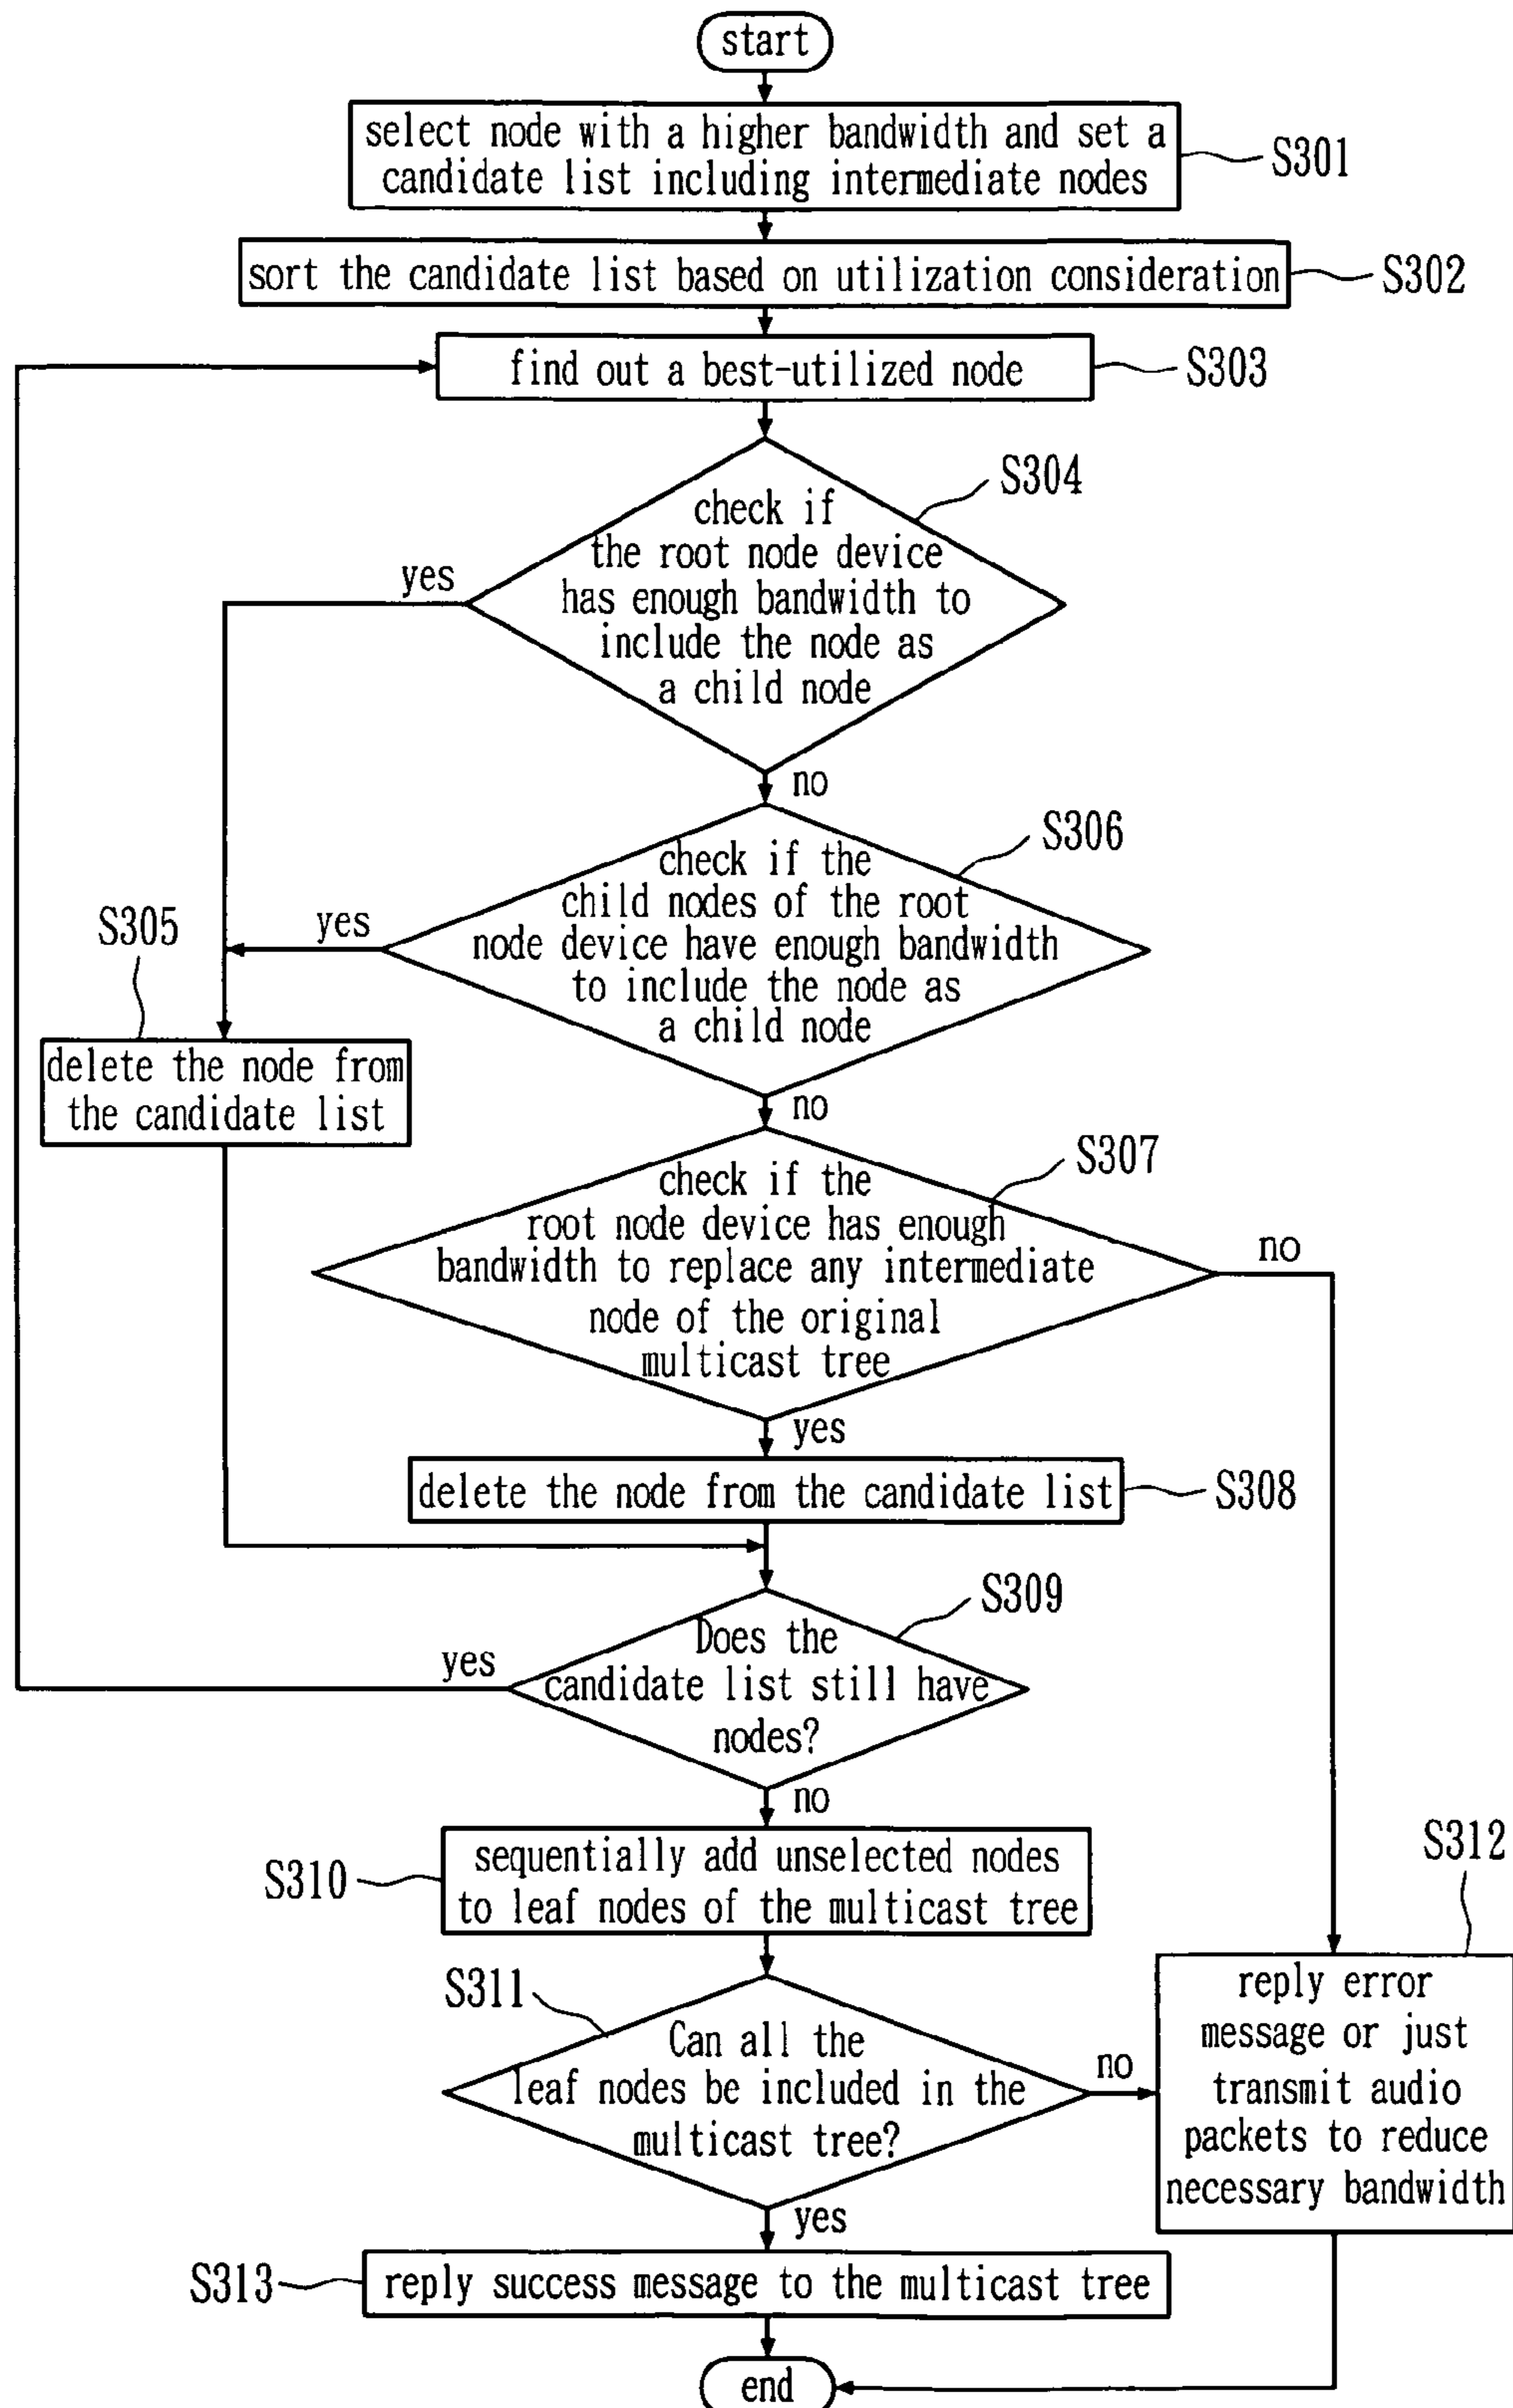 start
select node with a higher bandwidth and set a
candidate list including intermediate nodes
S301
sort the candidate list based on utilization consideration
S302
find out a best-utilized node
S303
S304
check if
the root node device
has enough bandwidth to
include the node as
a child node
yes
no
S306
check if the
child nodes of the root
node device have enough bandwidth
to include the node as
a child node
yes
S305
delete the node from
the candidate list
no
S307
check if the
root node device has enough
bandwidth to replace any intermediate
node of the original
multicast tree
no
yes
delete the node from the candidate list
S308
S309
Does the
candidate list still have
nodes?
yes
no
S310
sequentially add unselected nodes
to leaf nodes of the multicast tree
S312
S311
Can all the
leaf nodes be included in the
multicast tree?
no
reply error
message or just
transmit audio
packets to reduce
necessary bandwidth
yes
S313
reply success message to the multicast tree
end